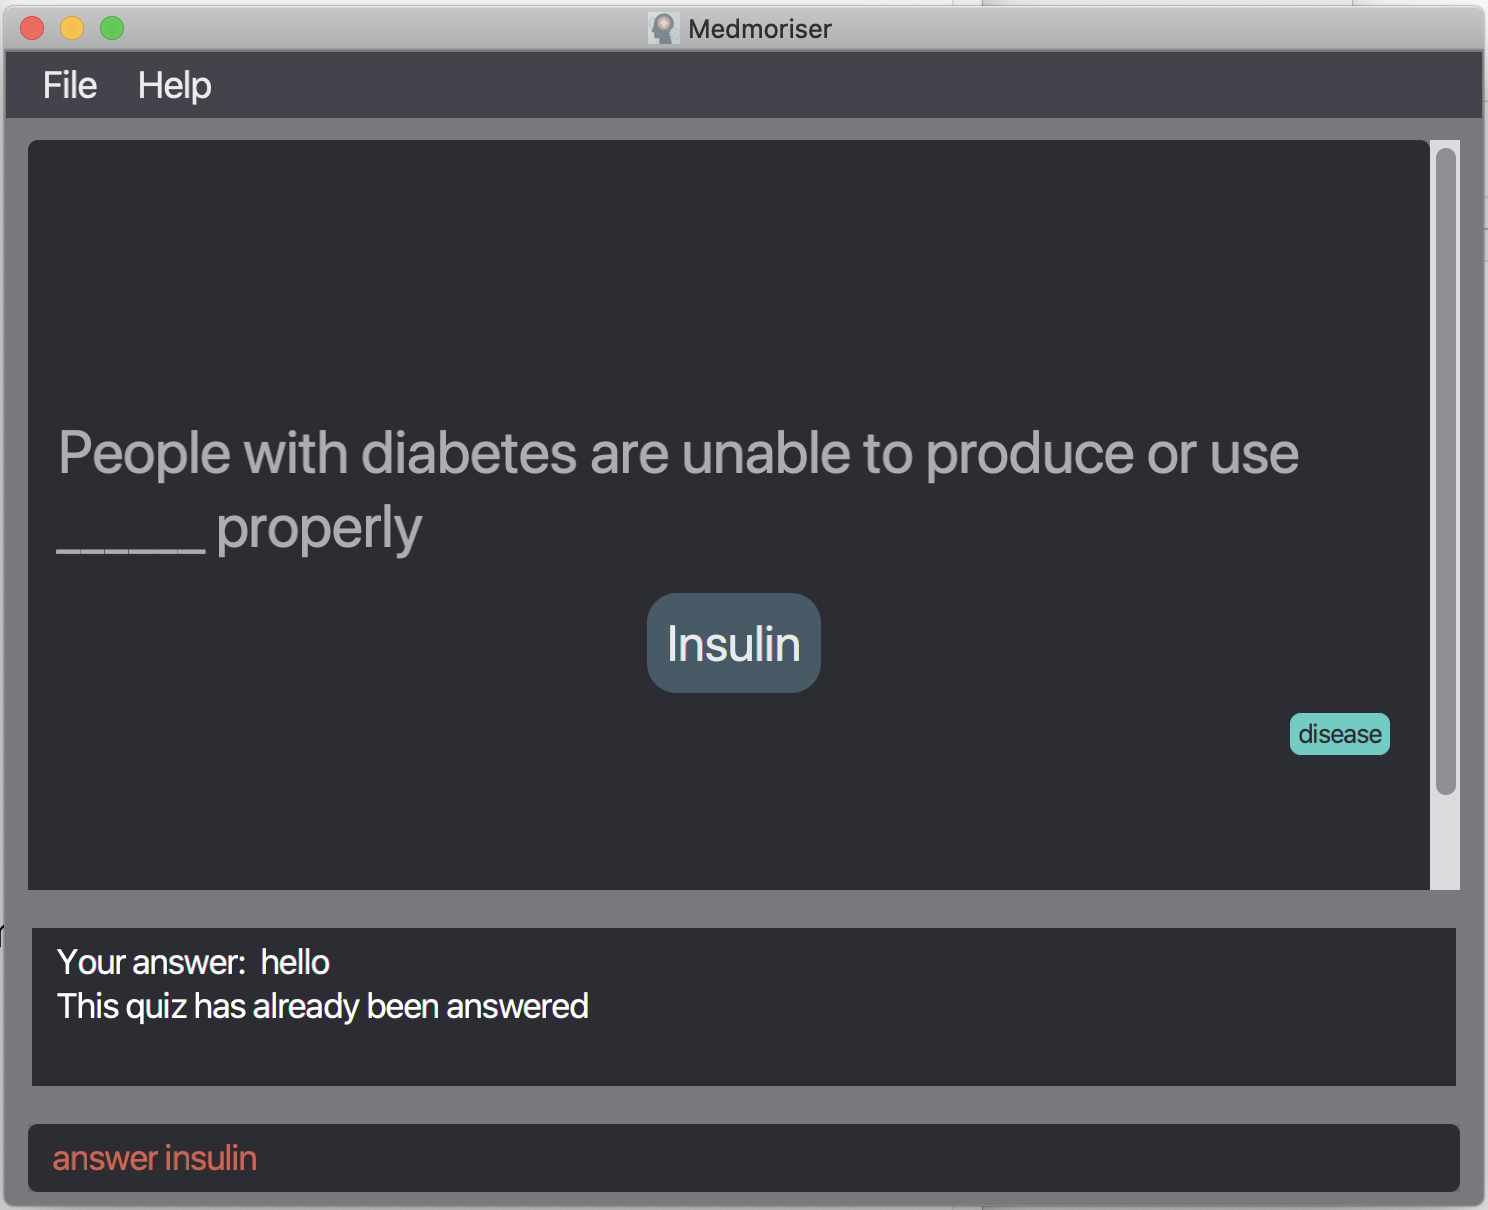 Medmoriser
File Help
People with diabetes are unable to produce or use
______ properly
Insulin
disease
Your answer:  hello
This quiz has already been answered
answer insulin